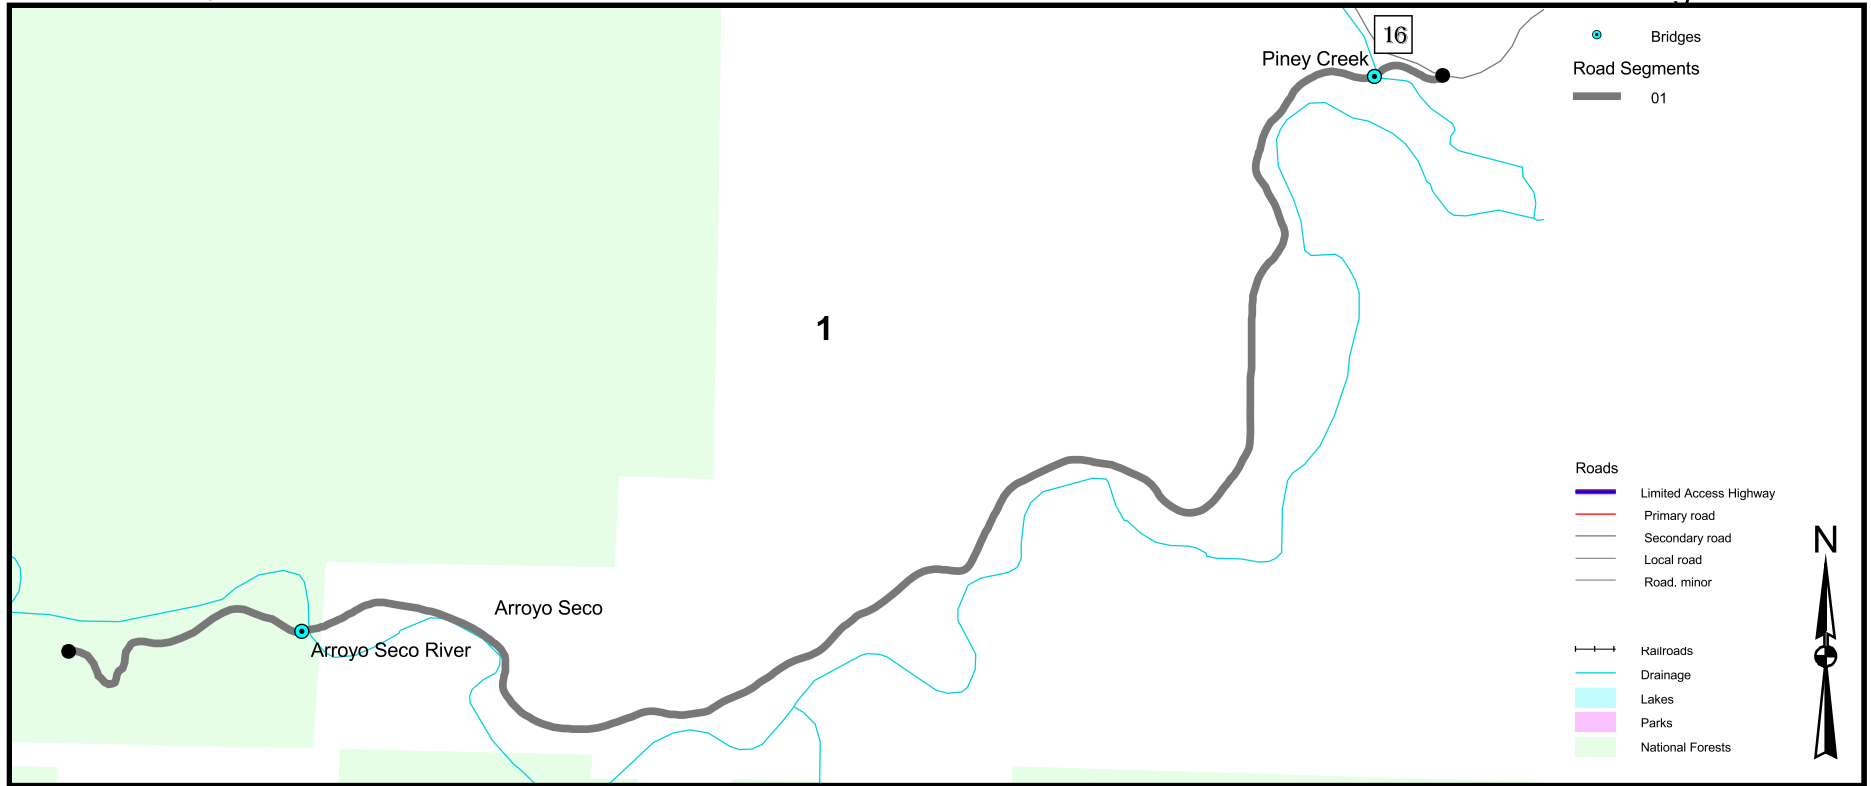 16
Piney Creek
1
Arroyo Seco
Arroyo Seco River
Bridges
Road Segments
01
Roads
Limited Access Highway
Primary road
Secondary road
Local road
Road, minor
Railroads
Drainage
Lakes
Parks
National Forests
N